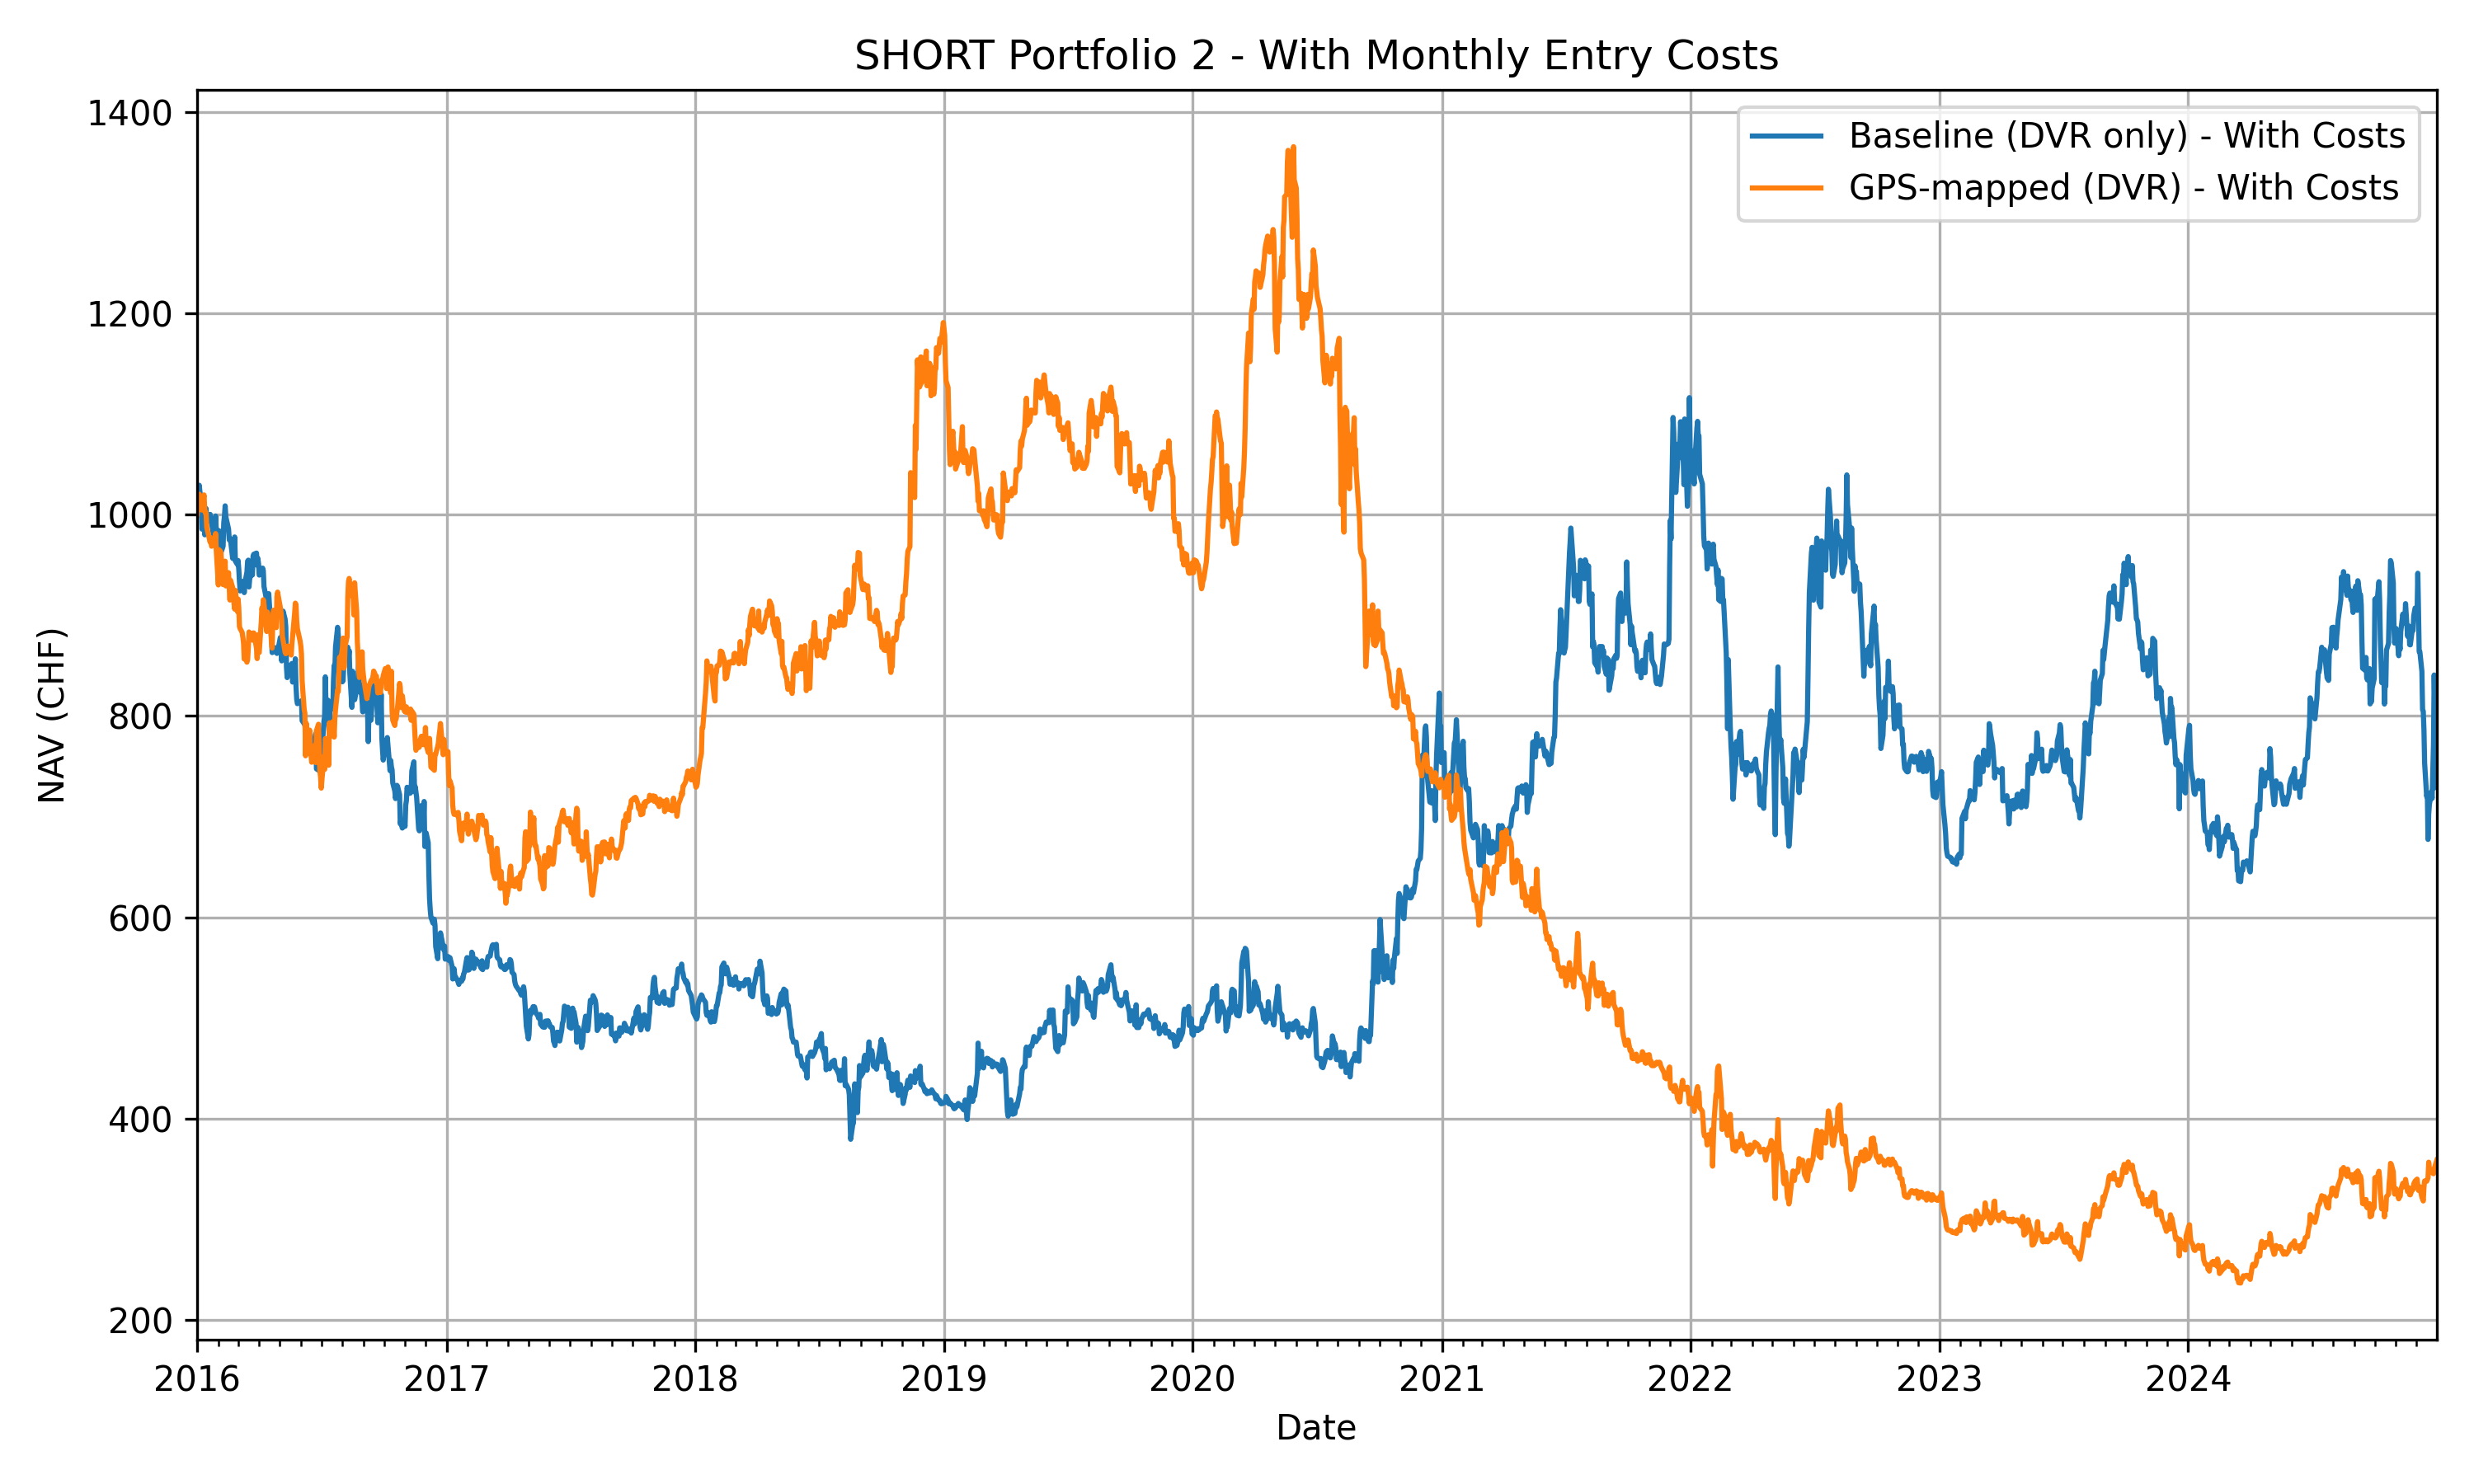 SHORT Portfolio 2 - With Monthly Entry Costs
Baseline (DVR only) - With Costs
GPS-mapped (DVR) - With Costs
NAV (CHF)
1400
1200
1000
800
600
400
200
2016 2017 2018 2019 2020 2021 2022 2023 2024
Date